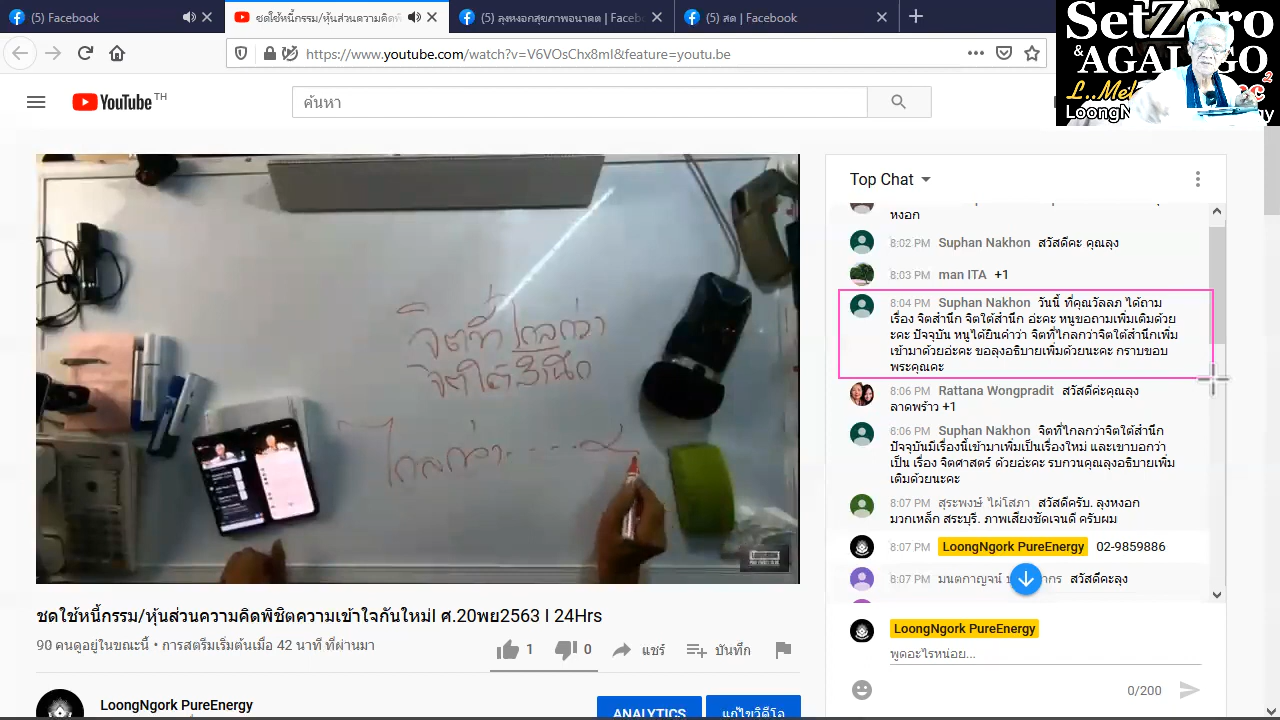 (5) Facebook
ชดใช้หนี้กรรม/หุ้นส่วนความคิดพิ
(5) ลุงหงอกสุขภาพอนาคต | Faceb
(5) สด | Facebook
SetZero
& AGAL GO
L..Mel
LoongN
https://www.youtube.com/watch?v=V6VOsChx8mI&feature=youtu.be
YouTube TH
ค้นหา
จิตที่ไกลกว่า
จิตใต้สำนึก
ไกลกว่า....
Top Chat
หงอก
8:02 PM Suphan Nakhon สวัสดีคะ คุณลุง
8:03 PM man ITA +1
8:04 PM Suphan Nakhon วันนี้ ที่คุณวัลลภ ได้ถาม
เรื่อง จิตสำนึก จิตใต้สำนึก อ่ะคะ หนูขอถามเพิ่มเติมด้วย
ะคะ ปัจจุบัน หนูได้ยินคำว่า จิตที่ไกลกว่าจิตใต้สำนึกเพิ่ม
เข้ามาด้วยอ่ะคะ ขอลุงอธิบายเพิ่มด้วยนะคะ กราบขอบ
พระคุณคะ
8:06 PM Rattana Wongpradit สวัสดีค่ะคุณลุง
ลาดพร้าว +1
8:06 PM Suphan Nakhon จิตที่ไกลกว่าจิตใต้สำนึก
ปัจจุบันมีเรื่องนี้เข้ามาเพิ่มเป็นเรื่องใหม่ และเขาบอกว่า
เป็น เรื่อง จิตศาสตร์ ด้วยอ่ะคะ รบกวนคุณลุงอธิบายเพิ่ม
เติมด้วยนะคะ
8:07 PM สุระพงษ์ ไผ่โสภา สวัสดีครับ. ลุงหงอก
มวกเหล็ก สระบุรี. ภาพเสียงชัดเจนดี ครับผม
8:07 PM LoongNgork PureEnergy 02-9859886
8:07 PM มนตกาญจน์ สวัสดีคะลุง
LoongNgork PureEnergy
พูดอะไรหน่อย...
0/200
ชดใช้หนี้กรรม/หุ้นส่วนความคิดพิชิตความเข้าใจกันใหม่l ศ.20พย2563 l 24Hrs
90 คนดูอยู่ในขณะนี้ • การสตรีมเริ่มต้นเมื่อ 42 นาที ที่ผ่านมา
1
0
แชร์
บันทึก
LoongNgork PureEnergy
ANALYTICS
แก้ไขวิดีโอ